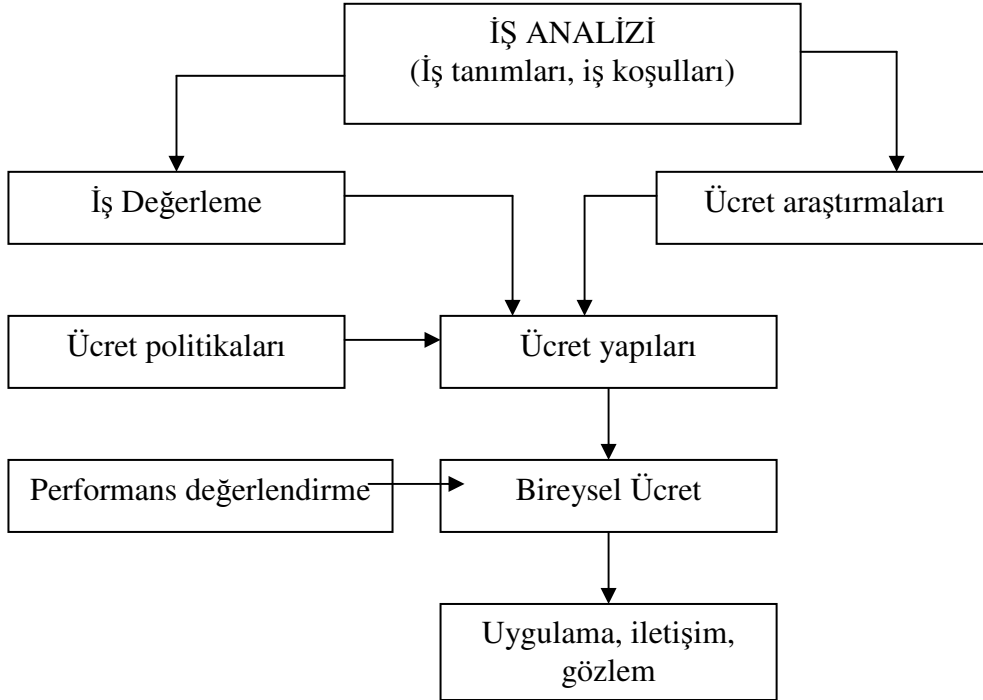 İŞ ANALİZİ
(İş tanımları, iş koşulları)
İş Değerleme
Ücret araştırmaları
Ücret politikaları
Ücret yapıları
Performans değerlendirme
Bireysel Ücret
Uygulama, iletişim,
gözlem